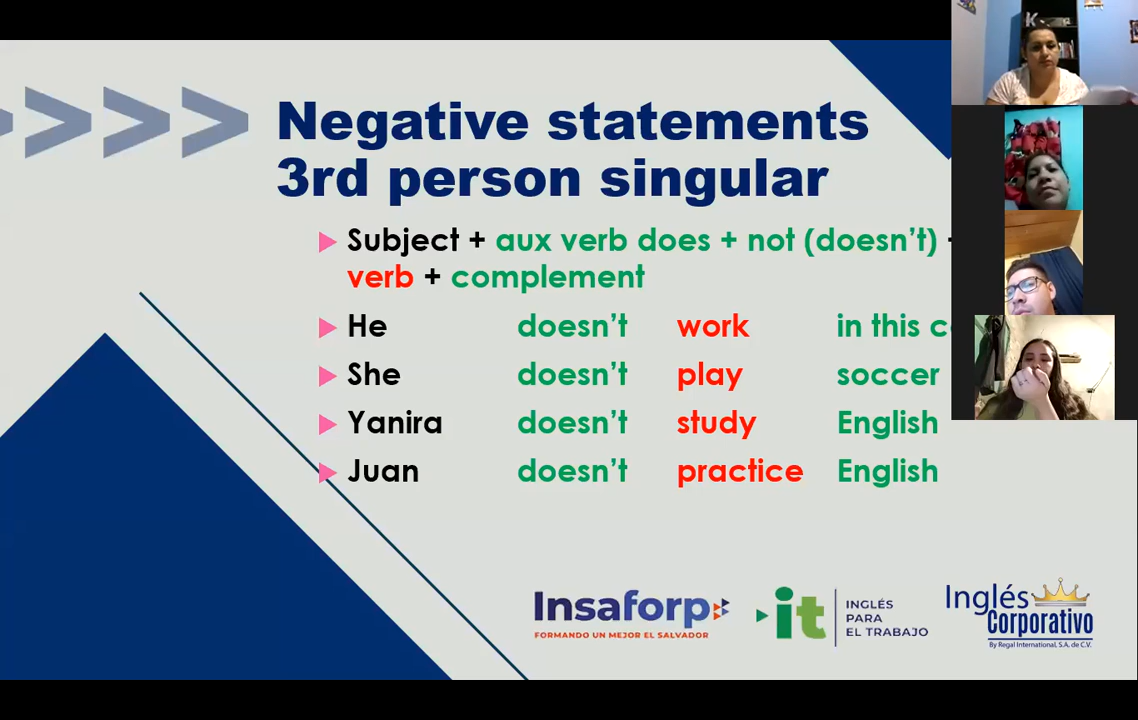 Negative statements
3rd person singular
Subject + aux verb does + not (doesn't)
verb + complement
He doesn't work in this
She doesn't play soccer
Yanira doesn't study English
Juan doesn't practice English
Insaforp
FORMANDO UN MEJOR EL SALVADOR
it
INGLÉS
PARA
EL TRABAJO
Inglés
Corporativo
By Regal International, S.A. de C.V.